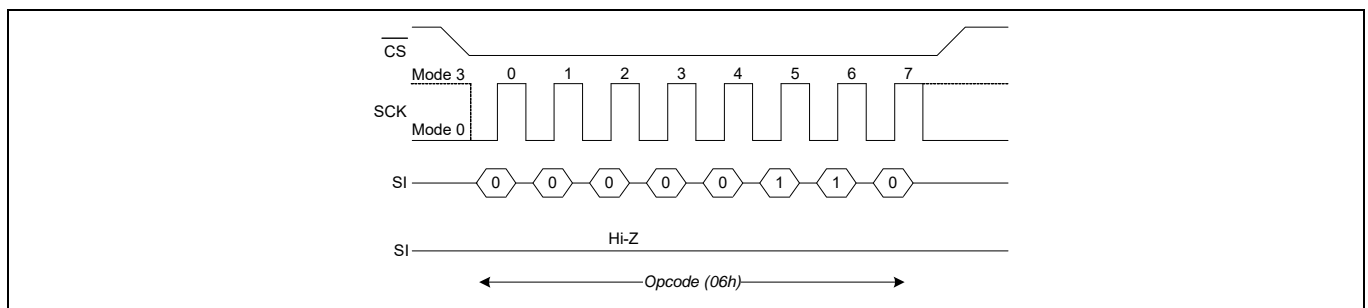 CS
Mode 3 0 1 2 3 4 5 6 7
SCK
Mode 0
SI 0 0 0 0 0 1 1 0
Hi-Z
SI
Opcode (06h)